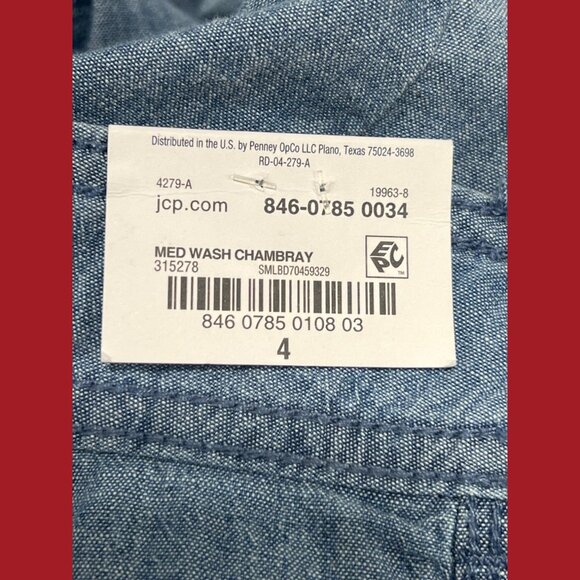 Distributed in the U.S. by Penney OpCo LLC Plano, Texas 75024-3698
RD-04-279-A
4279-A 19963-8
jcp.com 846-0785 0034
MED WASH CHAMBRAY
315278 SMLBD70459329
EPC™
846 0785 0108 03
4